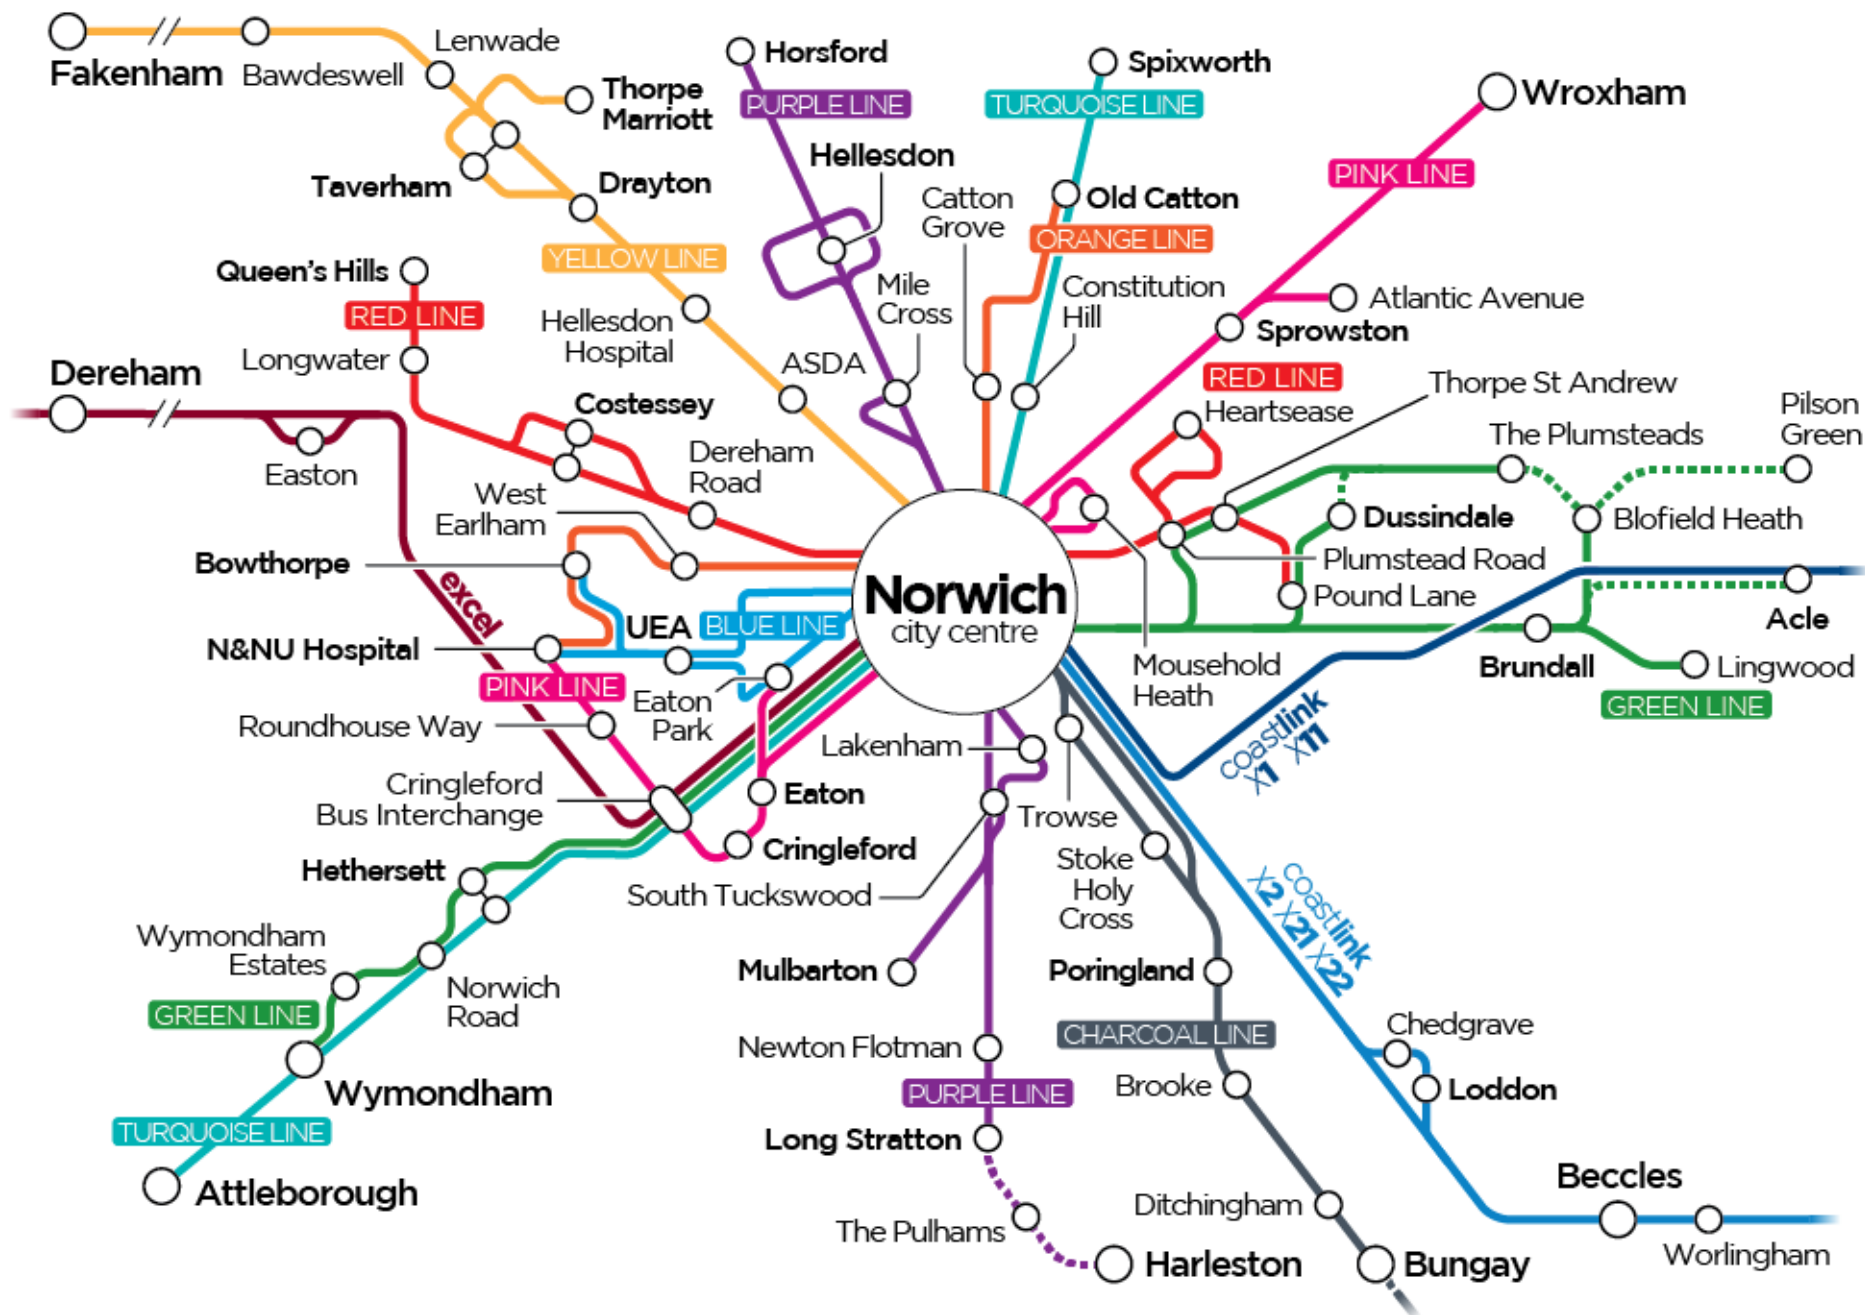 Fakenham
Bawdeswell
Lenwade
Thorpe
Marriott
Taverham
Drayton
YELLOW LINE
Hellesdon
Hospital
ASDA
Horsford
PURPLE LINE
Hellesdon
Mile
Cross
Catton
Grove
Spixworth
TURQUOISE LINE
Old Catton
ORANGE LINE
Constitution
Hill
Wroxham
PINK LINE
Atlantic Avenue
Sprowston
RED LINE
Heartsease
Thorpe St Andrew
The Plumsteads
Pilson
Green
Dussindale
Blofield Heath
Plumstead Road
Pound Lane
Acle
Mousehold
Heath
Brundall
Lingwood
GREEN LINE
Queen's Hills
RED LINE
Longwater
Dereham
Costessey
Easton
Dereham
Road
West
Earlham
Bowthorpe
excel
UEA
BLUE LINE
N&NU Hospital
PINK LINE
Eaton
Park
Roundhouse Way
Norwich
city centre
Cringleford
Bus Interchange
Eaton
Cringleford
Hethersett
Wymondham
Estates
Norwich
Road
GREEN LINE
Wymondham
TURQUOISE LINE
Attleborough
Lakenham
South Tuckswood
Mulbarton
Newton Flotman
PURPLE LINE
Long Stratton
The Pulhams
Harleston
Trowse
Stoke
Holy
Cross
Poringland
CHARCOAL LINE
Brooke
Ditchingham
Bungay
coastlink
X1 X11
coastlink
X2 X21 X22
Chedgrave
Loddon
Beccles
Worlingham